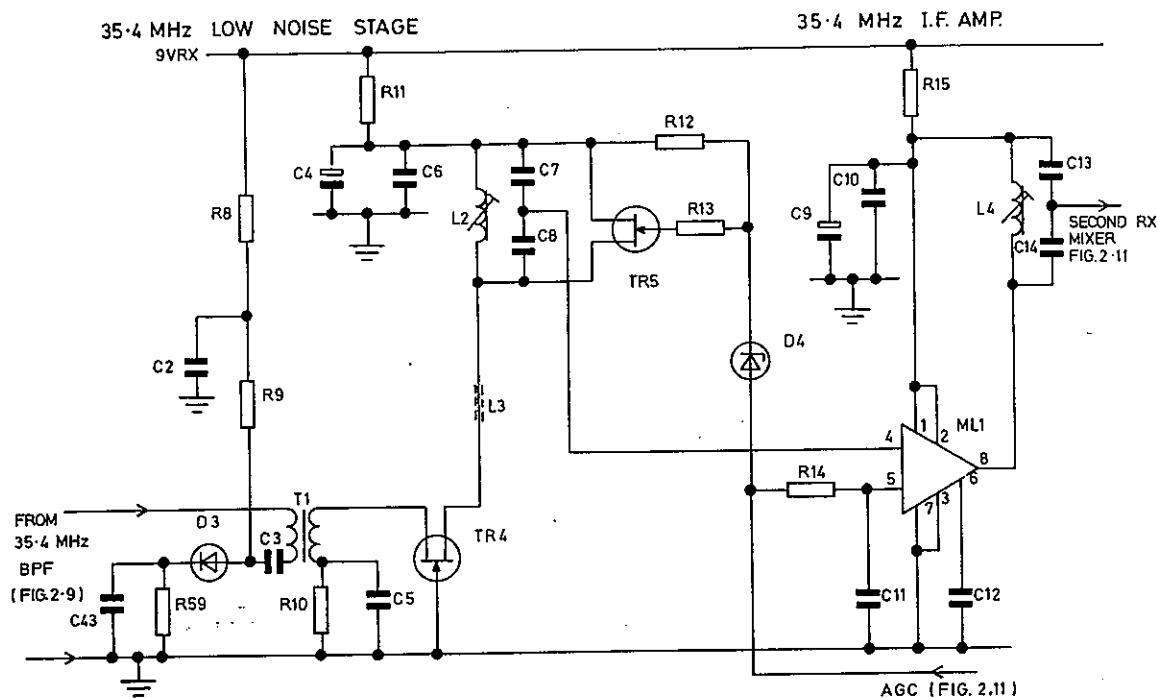 35·4 MHz LOW NOISE STAGE
35·4 MHz I.F. AMP.
9VRX
R11
R15
R12
C4
C6
C7
C13
R8
L2
C8
R13
C10
C9
L4
C14
SECOND RX
MIXER
FIG. 2·11
TR5
C2
D4
R9
L3
ML1
1
2
4
8
6
5
3
7
R14
T1
FROM
35·4 MHz
BPF
(FIG. 2·9)
D3
C3
TR4
C43
R59
R10
C5
C11
C12
AGC (FIG. 2.11)